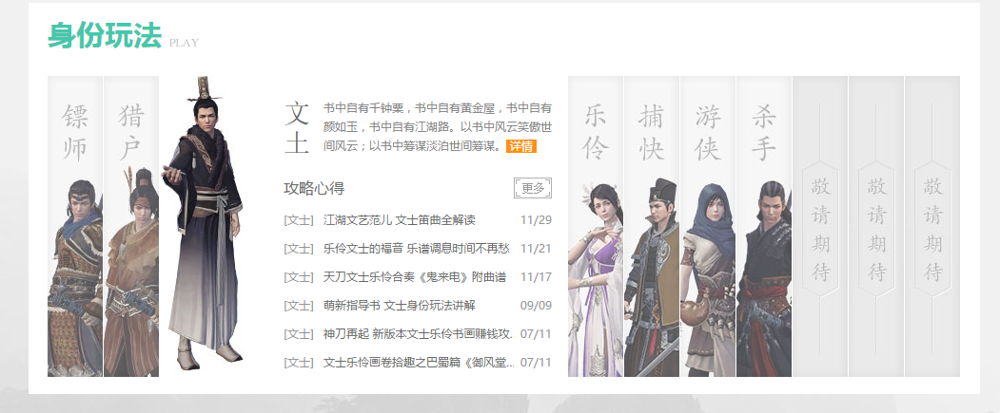 身份玩法 PLAY
镖师
猎户
文士
书中自有千钟粟，书中自有黄金屋，书中自有
颜如玉，书中自有江湖路。以书中风云笑傲世
间风云；以书中筹谋淡泊世间筹谋。 详情
攻略心得 更多
[文士] 江湖文艺范儿 文士笛曲全解读 11/29
[文士] 乐伶文士的福音 乐谱调息时间不再愁 11/21
[文士] 天刀文士乐伶合奏《鬼来电》附曲谱 11/17
[文士] 萌新指导书 文士身份玩法讲解 09/09
[文士] 神刀再起 新版本文士乐伶书画赚钱攻.. 07/11
[文士] 文士乐伶画卷拾趣之巴蜀篇《御风堂... 07/11
乐伶
捕快
游侠
杀手
敬请期待
敬请期待
敬请期待